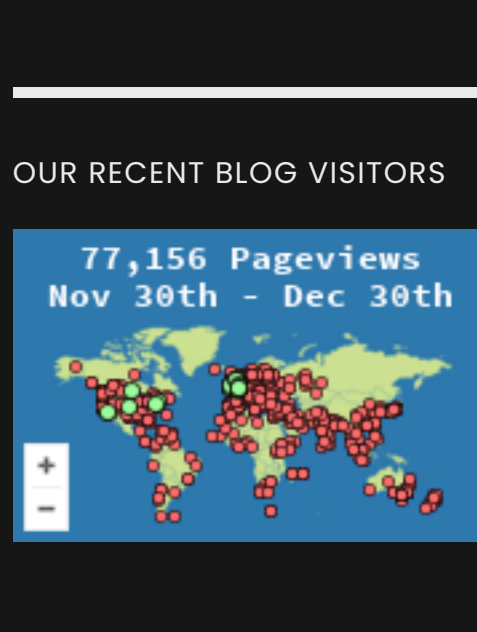 OUR RECENT BLOG VISITORS
77,156 Pageviews
Nov 30th - Dec 30th
+
−